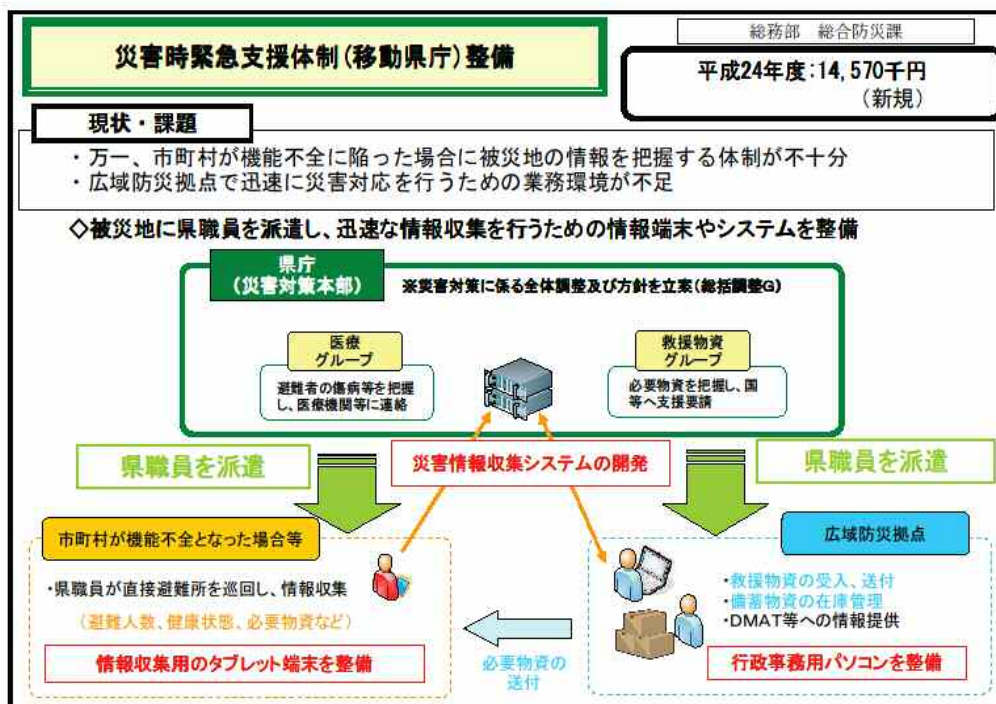 災害時緊急支援体制(移動県庁)整備
総務部 総合防災課
平成24年度:14,570千円
(新規)
現状・課題
・万一、市町村が機能不全に陥った場合に被災地の情報を把握する体制が不十分
・広域防災拠点で迅速に災害対応を行うための業務環境が不足
◇被災地に県職員を派遣し、迅速な情報収集を行うための情報端末やシステムを整備
県庁
(災害対策本部)
※災害対策に係る全体調整及び方針を立案(総括調整G)
医療
グループ
避難者の傷病等を把握
し、医療機関等に連絡
救援物資
グループ
必要物資を把握し、国
等へ支援要請
県職員を派遣
災害情報収集システムの開発
県職員を派遣
市町村が機能不全となった場合等
・県職員が直接避難所を巡回し、情報収集
(避難人数、健康状態、必要物資など)
情報収集用のタブレット端末を整備
必要物資の
送付
広域防災拠点
・救援物資の受入、送付
・備蓄物資の在庫管理
・DMAT等への情報提供
行政事務用パソコンを整備